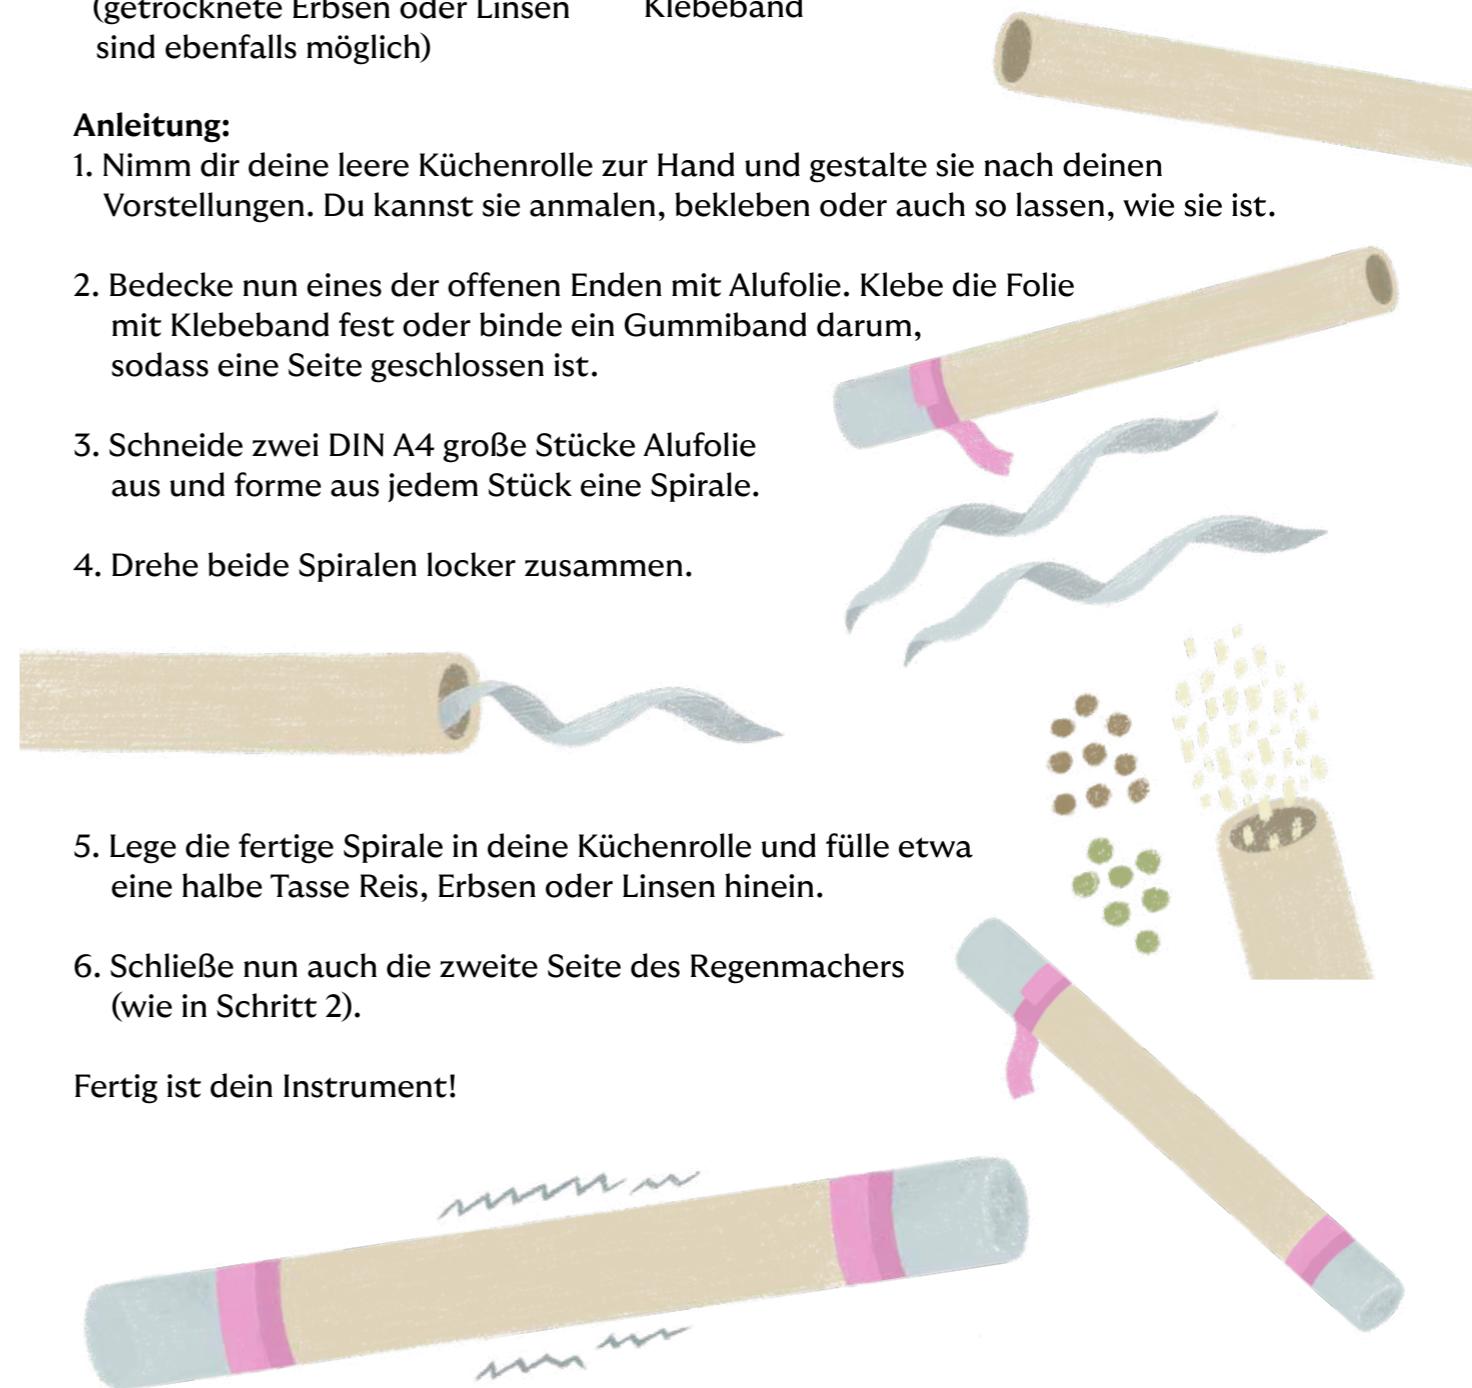 (getrocknete Erbsen oder Linsen
Klebeband
sind ebenfalls möglich)
Anleitung:
1. Nimm dir deine leere Küchenrolle zur Hand und gestalte sie nach deinen
Vorstellungen. Du kannst sie anmalen, bekleben oder auch so lassen, wie sie ist.
2. Bedecke nun eines der offenen Enden mit Alufolie. Klebe die Folie
mit Klebeband fest oder binde ein Gummiband darum,
sodass eine Seite geschlossen ist.
3. Schneide zwei DIN A4 große Stücke Alufolie
aus und forme aus jedem Stück eine Spirale.
4. Drehe beide Spiralen locker zusammen.
5. Lege die fertige Spirale in deine Küchenrolle und fülle etwa
eine halbe Tasse Reis, Erbsen oder Linsen hinein.
6. Schließe nun auch die zweite Seite des Regenmachers
(wie in Schritt 2).
Fertig ist dein Instrument!